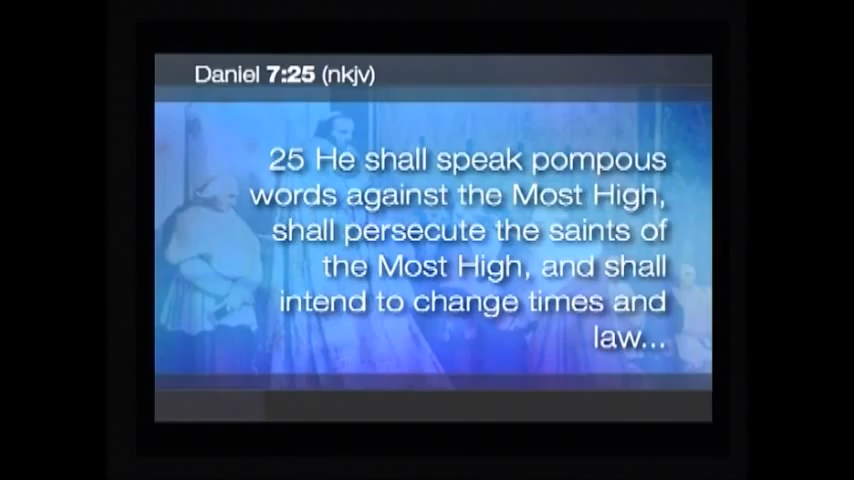 Daniel 7:25 (nkjv)
25 He shall speak pompous
words against the Most High,
shall persecute the saints of
the Most High, and shall
intend to change times and
law...